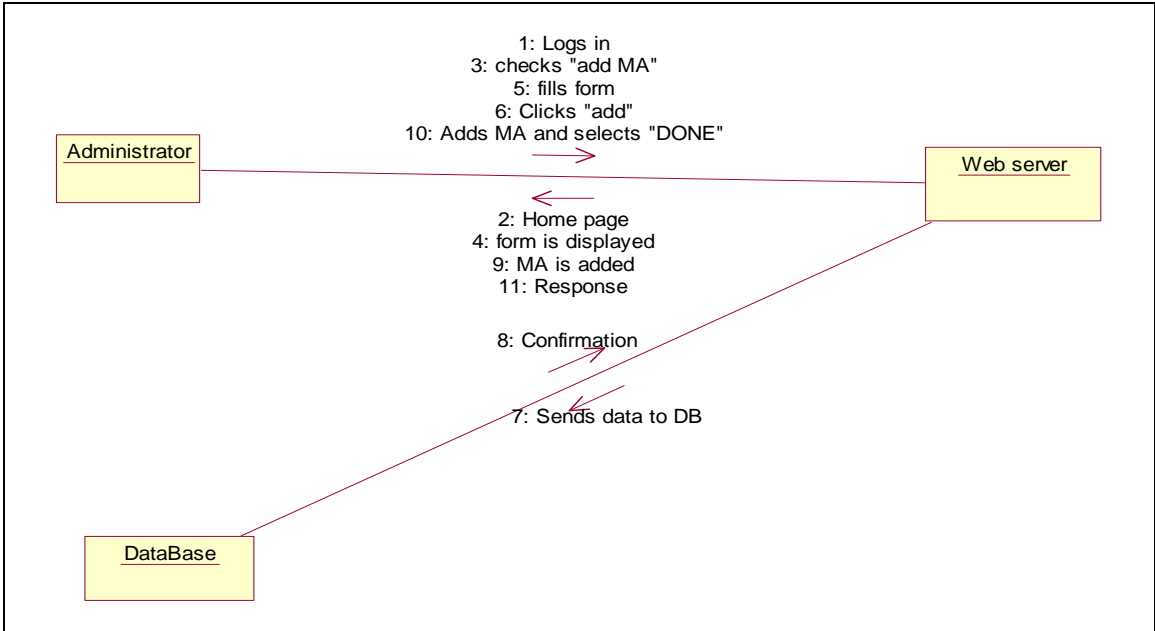 1: Logs in
3: checks "add MA"
5: fills form
6: Clicks "add"
10: Adds MA and selects "DONE"
Administrator
Web server
2: Home page
4: form is displayed
9: MA is added
11: Response
8: Confirmation
7: Sends data to DB
DataBase